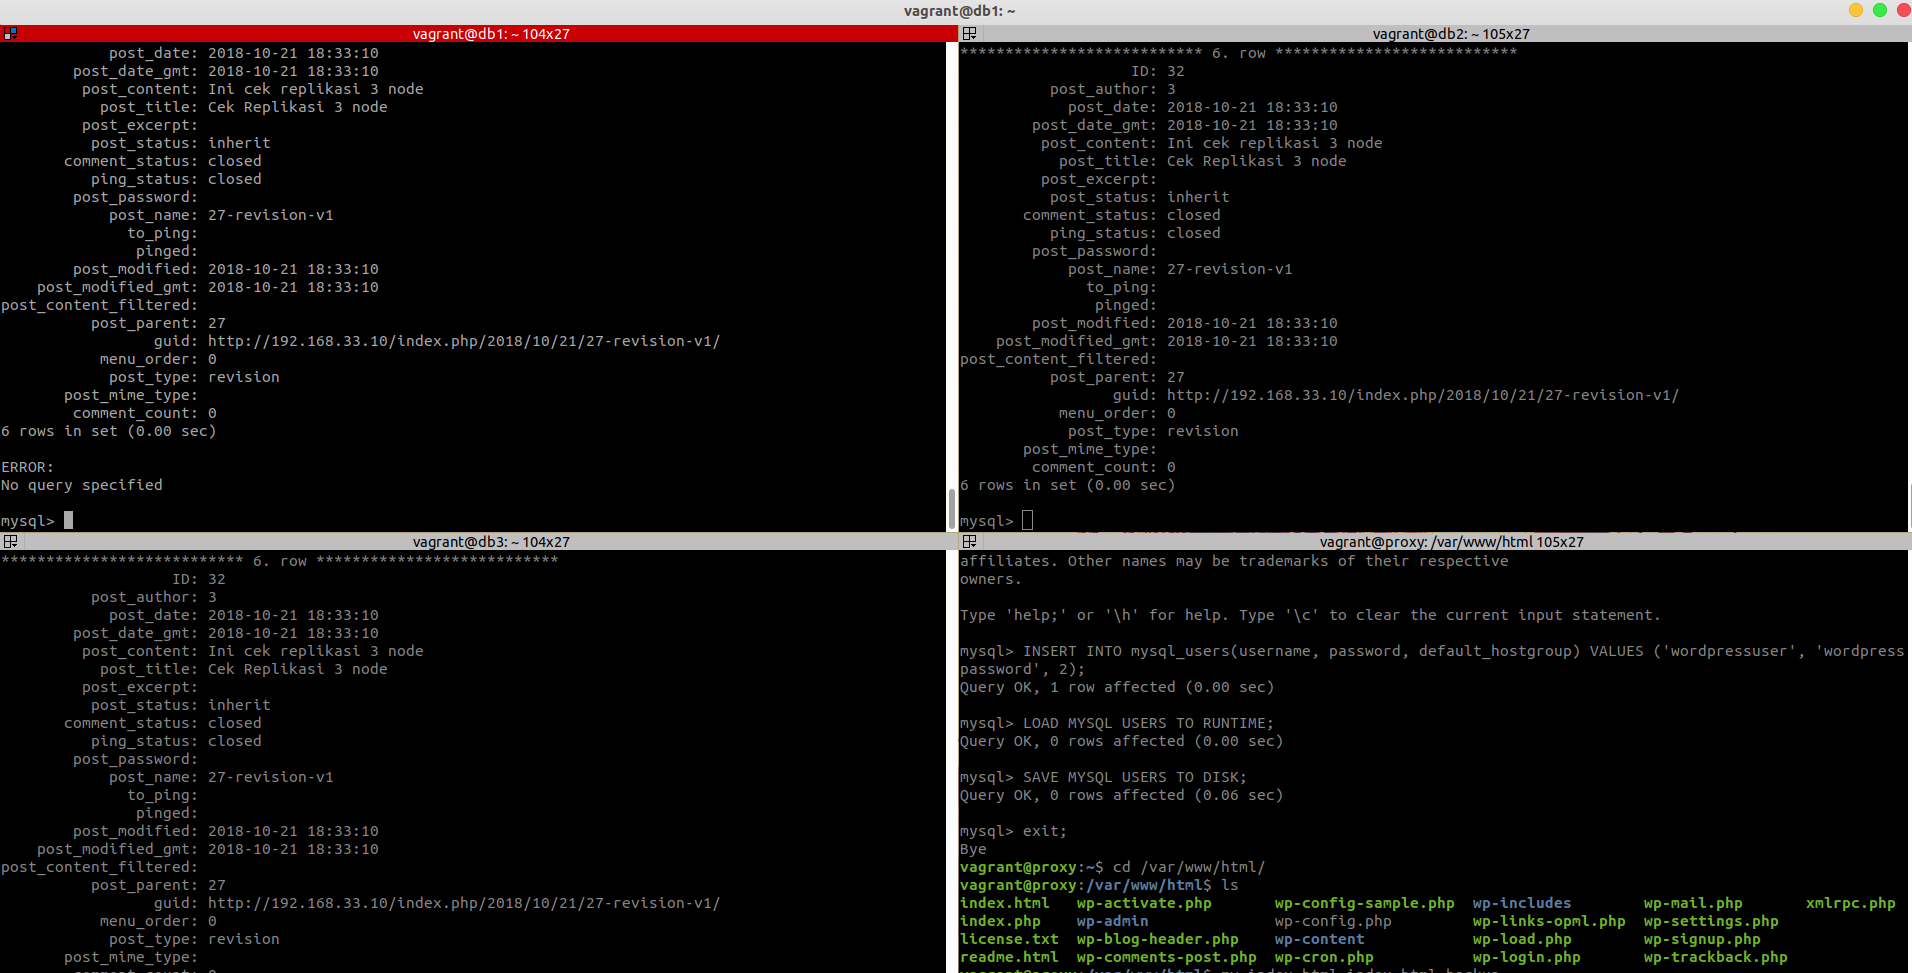 vagrant@db1: ~
vagrant@db1: ~ 104x27
post_date: 2018-10-21 18:33:10
post_date_gmt: 2018-10-21 18:33:10
post_content: Ini cek replikasi 3 node
post_title: Cek Replikasi 3 node
post_excerpt:
post_status: inherit
comment_status: closed
ping_status: closed
post_password:
post_name: 27-revision-v1
to_ping:
pinged:
post_modified: 2018-10-21 18:33:10
post_modified_gmt: 2018-10-21 18:33:10
post_content_filtered:
post_parent: 27
guid: http://192.168.33.10/index.php/2018/10/21/27-revision-v1/
menu_order: 0
post_type: revision
post_mime_type:
comment_count: 0
6 rows in set (0.00 sec)
ERROR:
No query specified
mysql>
vagrant@db2: ~ 105x27
*************************** 6. row ***************************
ID: 32
post_author: 3
post_date: 2018-10-21 18:33:10
post_date_gmt: 2018-10-21 18:33:10
post_content: Ini cek replikasi 3 node
post_title: Cek Replikasi 3 node
post_excerpt:
post_status: inherit
comment_status: closed
ping_status: closed
post_password:
post_name: 27-revision-v1
to_ping:
pinged:
post_modified: 2018-10-21 18:33:10
post_modified_gmt: 2018-10-21 18:33:10
post_content_filtered:
post_parent: 27
guid: http://192.168.33.10/index.php/2018/10/21/27-revision-v1/
menu_order: 0
post_type: revision
post_mime_type:
comment_count: 0
6 rows in set (0.00 sec)
mysql>
vagrant@db3: ~ 104x27
*************************** 6. row ***************************
ID: 32
post_author: 3
post_date: 2018-10-21 18:33:10
post_date_gmt: 2018-10-21 18:33:10
post_content: Ini cek replikasi 3 node
post_title: Cek Replikasi 3 node
post_excerpt:
post_status: inherit
comment_status: closed
ping_status: closed
post_password:
post_name: 27-revision-v1
to_ping:
pinged:
post_modified: 2018-10-21 18:33:10
post_modified_gmt: 2018-10-21 18:33:10
post_content_filtered:
post_parent: 27
guid: http://192.168.33.10/index.php/2018/10/21/27-revision-v1/
menu_order: 0
post_type: revision
post_mime_type:
vagrant@proxy: /var/www/html 105x27
affiliates. Other names may be trademarks of their respective
owners.
Type 'help;' or '\h' for help. Type '\c' to clear the current input statement.
mysql> INSERT INTO mysql_users(username, password, default_hostgroup) VALUES ('wordpressuser', 'wordpress
password', 2);
Query OK, 1 row affected (0.00 sec)
mysql> LOAD MYSQL USERS TO RUNTIME;
Query OK, 0 rows affected (0.00 sec)
mysql> SAVE MYSQL USERS TO DISK;
Query OK, 0 rows affected (0.06 sec)
mysql> exit;
Bye
vagrant@proxy:~$ cd /var/www/html/
vagrant@proxy:/var/www/html$ ls
index.html wp-activate.php wp-config-sample.php wp-includes wp-mail.php xmlrpc.php
index.php wp-admin wp-config.php wp-links-opml.php wp-settings.php
license.txt wp-blog-header.php wp-content wp-load.php wp-signup.php
readme.html wp-comments-post.php wp-cron.php wp-login.php wp-trackback.php